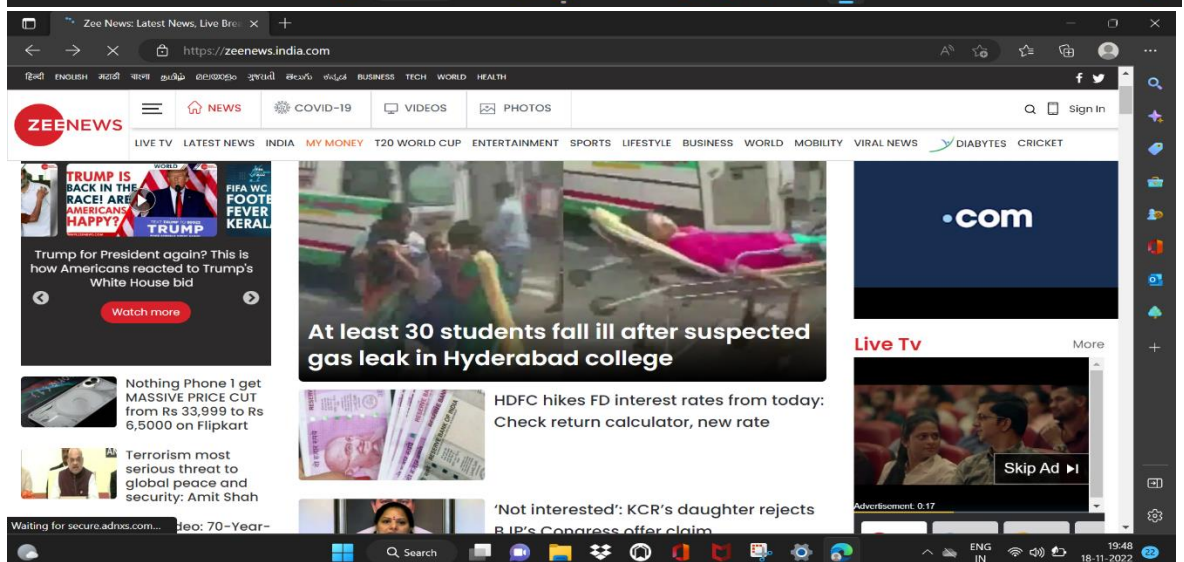 Zee News: Latest News, Live Bre
https://zeenews.india.com
हिन्दी ENGLISH मराठी বাংলা தமிழ் മലയാളം ગુજરાતી తెలుగు ಕನ್ನಡ BUSINESS TECH WORLD HEALTH
ZEENEWS
NEWS COVID-19 VIDEOS PHOTOS
Sign In
LIVE TV LATEST NEWS INDIA MY MONEY T20 WORLD CUP ENTERTAINMENT SPORTS LIFESTYLE BUSINESS WORLD MOBILITY VIRAL NEWS DIABYTES CRICKET
TRUMP IS
BACK IN THE
RACE! ARE
AMERICANS
HAPPY?
WORLD
TRUMP
FIFA WC
FOOTB
FEVER
KERAL
Trump for President again? This is
how Americans reacted to Trump's
White House bid
Watch more
Nothing Phone 1 get
MASSIVE PRICE CUT
from Rs 33,999 to Rs
6,5000 on Flipkart
Terrorism most
serious threat to
global peace and
security: Amit Shah
deo: 70-Year-
Waiting for secure.adnxs.com...
At least 30 students fall ill after suspected
gas leak in Hyderabad college
HDFC hikes FD interest rates from today:
Check return calculator, new rate
'Not interested': KCR's daughter rejects
BJP's Congress offer claim
.com
Live Tv
More
Skip Ad
Advertisement: 0:17
Search
ENG
IN
19:48
18-11-2022
22